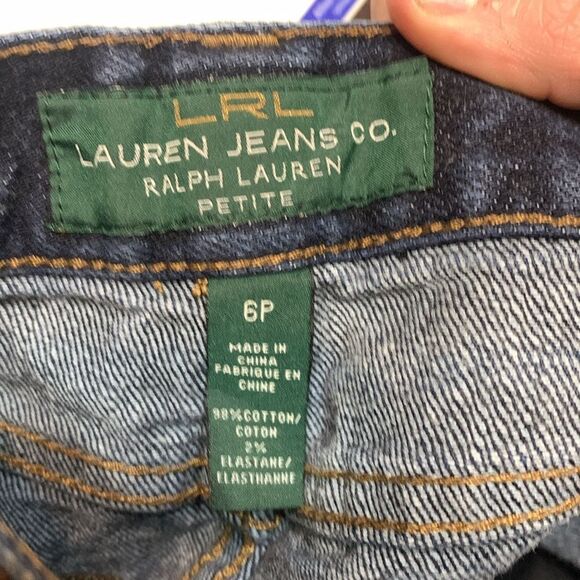 LRL
LAUREN JEANS CO.
RALPH LAUREN
PETITE
6P
MADE IN
CHINA
FABRIQUE EN
CHINE
98%COTTON/
COTON
2%
ELASTANE/
ELASTHANNE